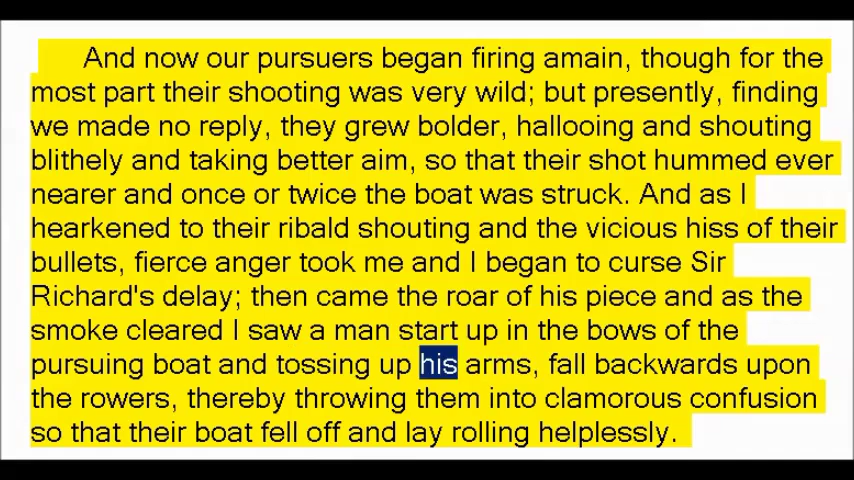 And now our pursuers began firing amain, though for the
most part their shooting was very wild; but presently, finding
we made no reply, they grew bolder, hallooing and shouting
blithely and taking better aim, so that their shot hummed ever
nearer and once or twice the boat was struck. And as I
hearkened to their ribald shouting and the vicious hiss of their
bullets, fierce anger took me and I began to curse Sir
Richard's delay; then came the roar of his piece and as the
smoke cleared I saw a man start up in the bows of the
pursuing boat and tossing up his arms, fall backwards upon
the rowers, thereby throwing them into clamorous confusion
so that their boat fell off and lay rolling helplessly.